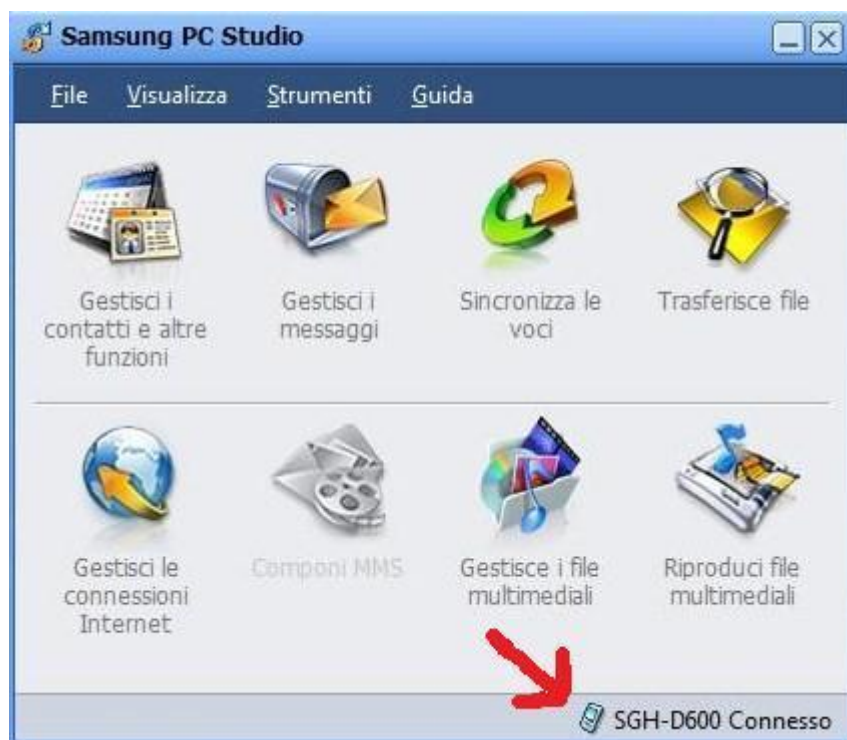 Samsung PC Studio
File Visualizza Strumenti Guida
Gestisci i
contatti e altre
funzioni
Gestisci i
messaggi
Sincronizza le
voci
Trasferisce file
Gestisci le
connessioni
Internet
Componi MMS
Gestisce i file
multimediali
Riproduci file
multimediali
SGH-D600 Connesso